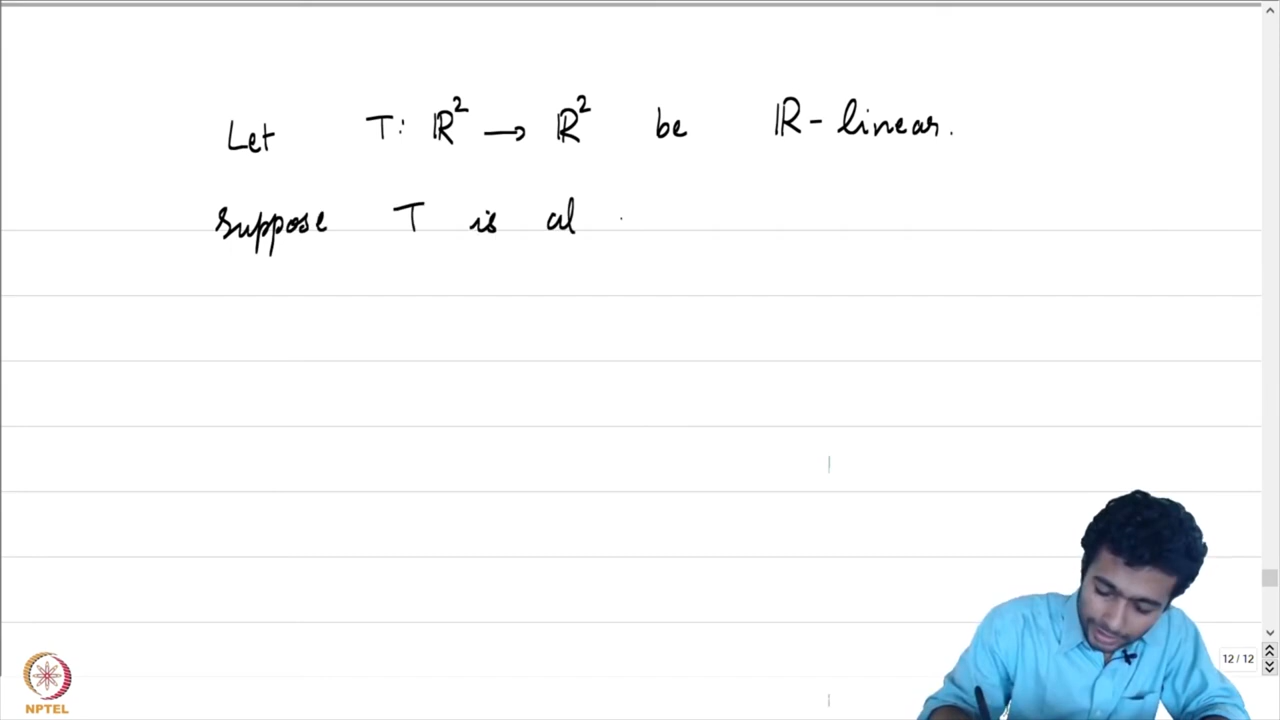 Let T: ℝ² → ℝ² be ℝ-linear.
Suppose T is al
12 / 12
NPTEL